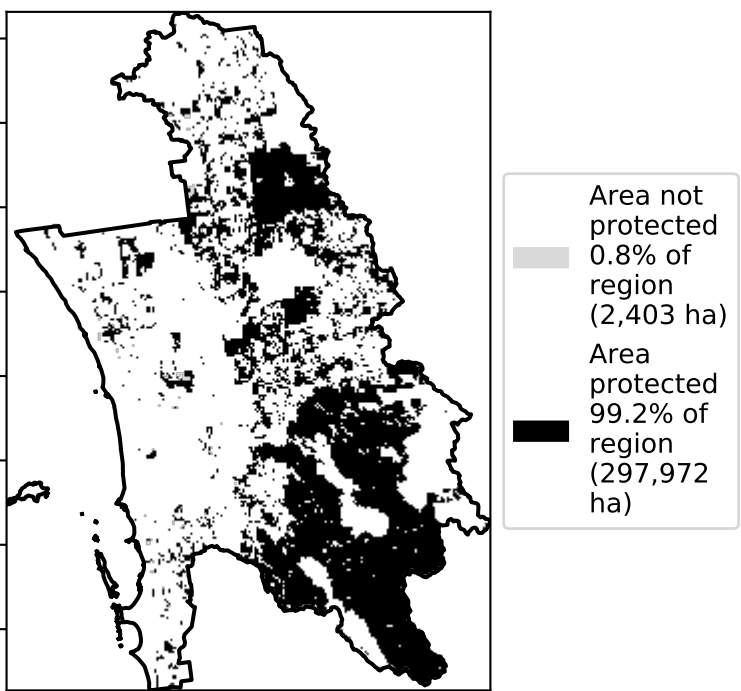 Area not
protected
0.8% of
region
(2,403 ha)
Area
protected
99.2% of
region
(297,972
ha)